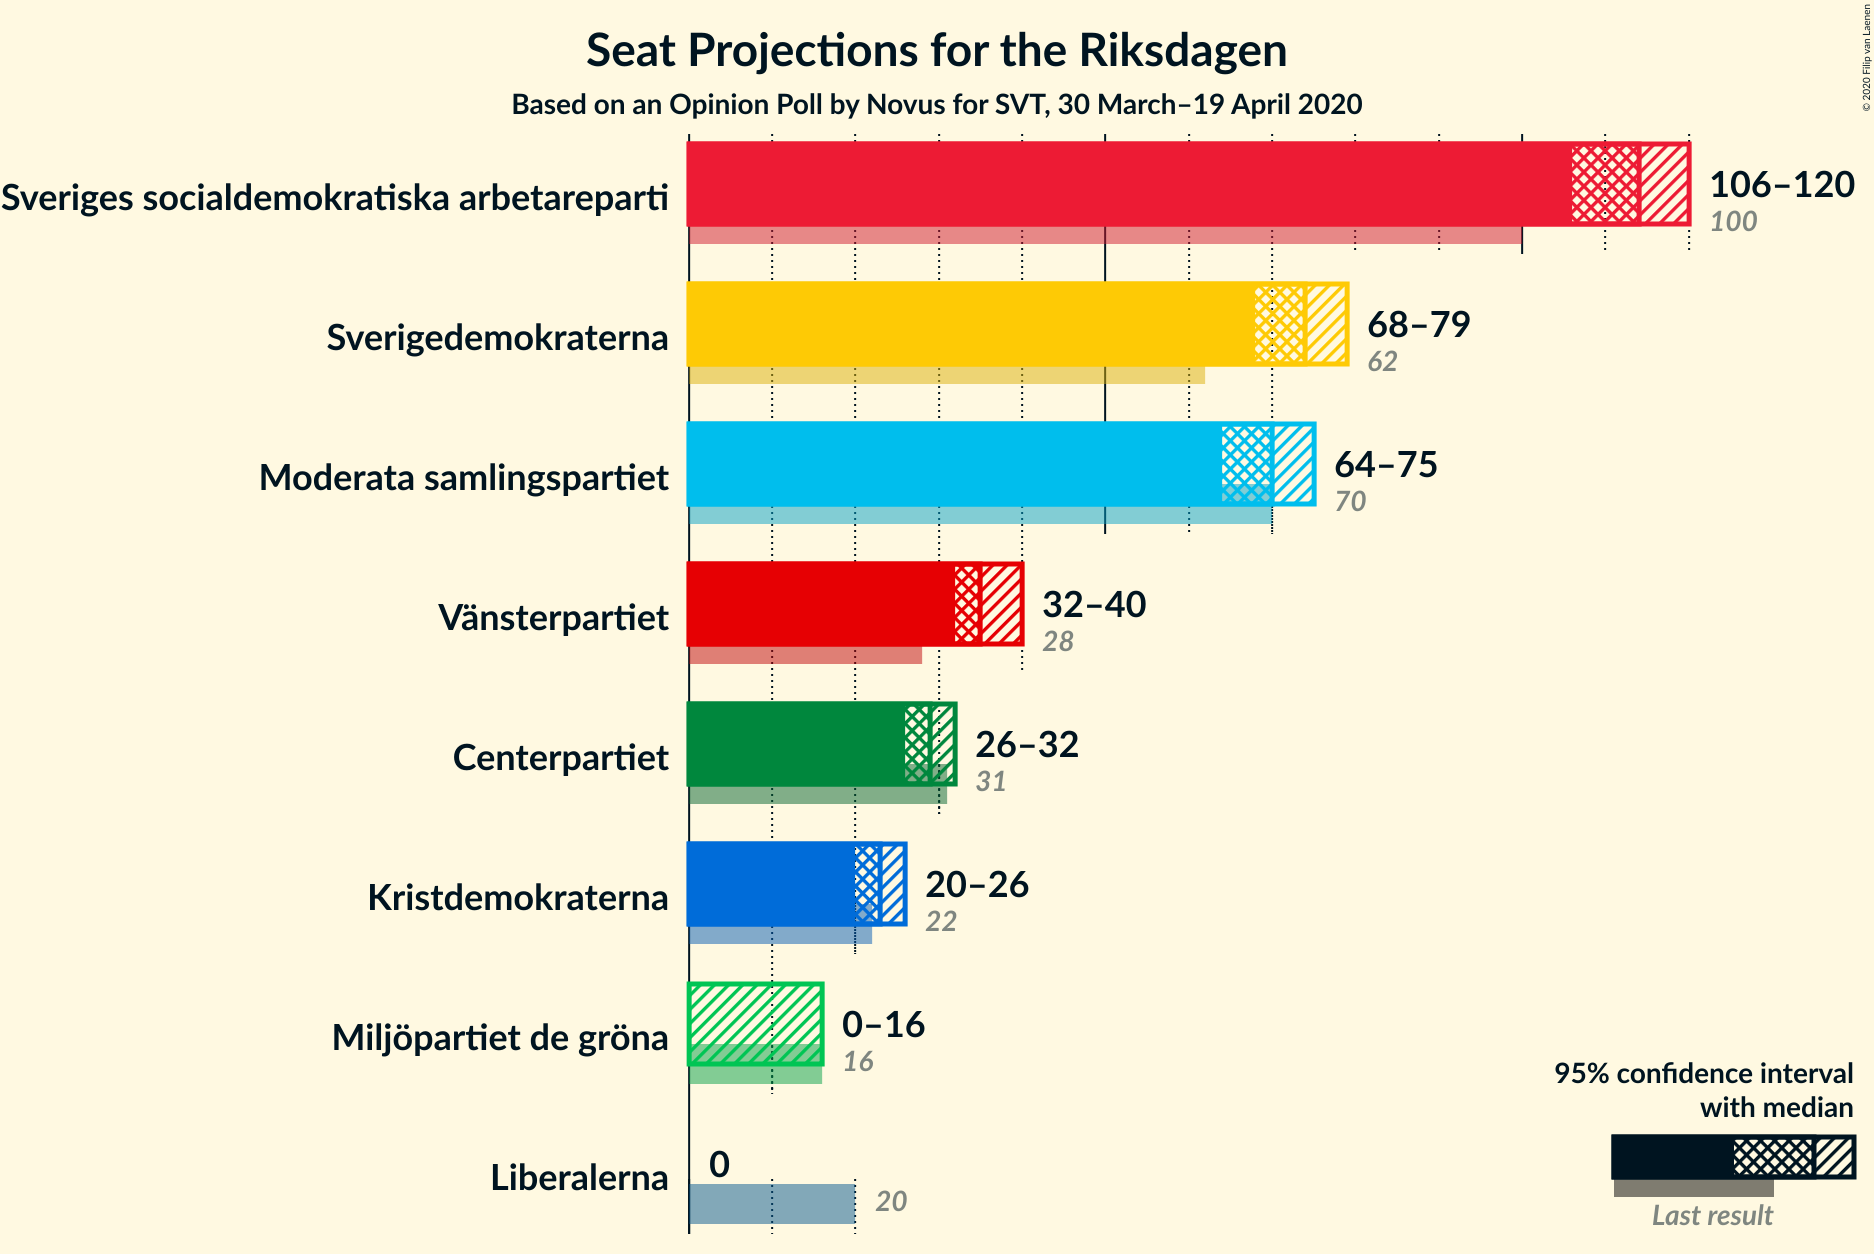 Seat Projections for the Riksdagen
Based on an Opinion Poll by Novus for SVT, 30 March–19 April 2020
© 2020 Filip van Laenen
Sveriges socialdemokratiska arbetareparti
106–120
100
Sverigedemokraterna
68–79
62
Moderata samlingspartiet
64–75
70
Vänsterpartiet
32–40
28
Centerpartiet
26–32
31
Kristdemokraterna
20–26
22
Miljöpartiet de gröna
0–16
16
Liberalerna
0
20
95% confidence interval
with median
Last result